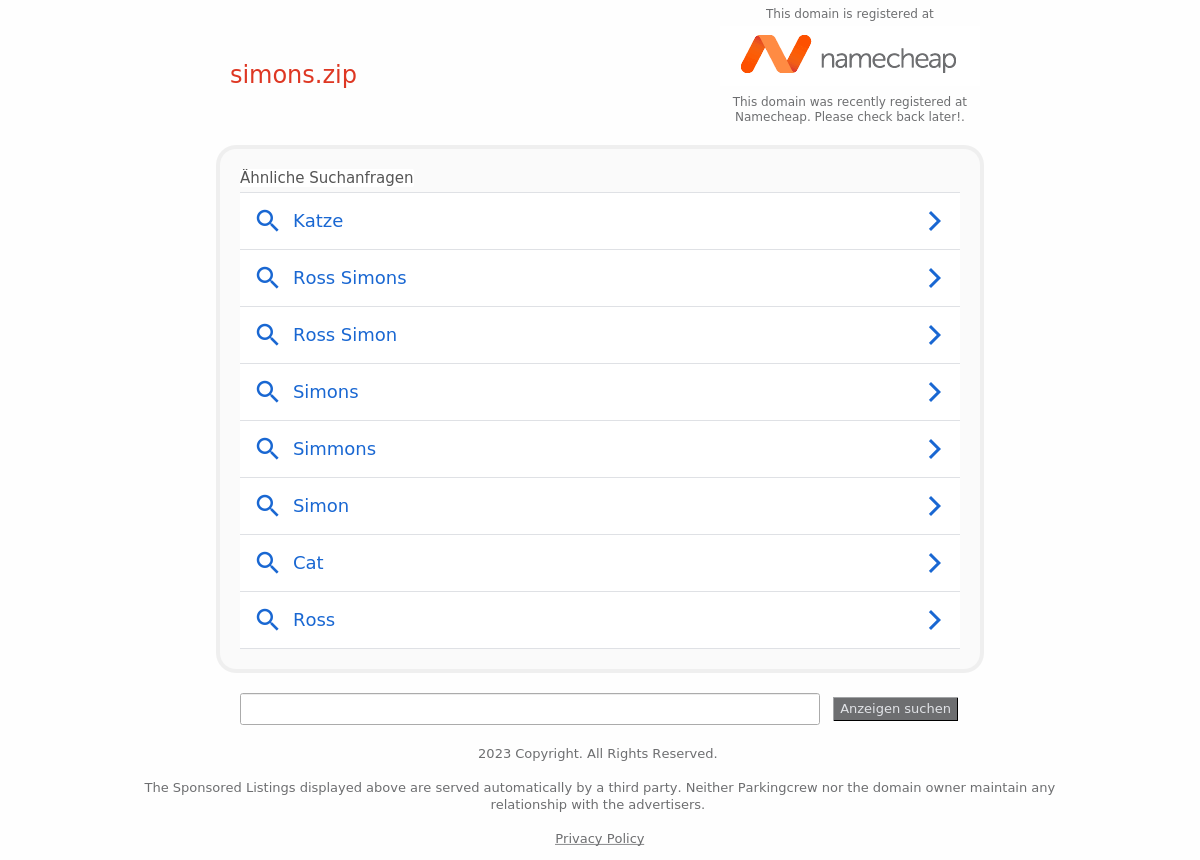 This domain is registered at
namecheap
simons.zip
This domain was recently registered at
Namecheap. Please check back later!.
Ähnliche Suchanfragen
Katze
Ross Simons
Ross Simon
Simons
Simmons
Simon
Cat
Ross
Anzeigen suchen
2023 Copyright. All Rights Reserved.
The Sponsored Listings displayed above are served automatically by a third party. Neither Parkingcrew nor the domain owner maintain any
relationship with the advertisers.
Privacy Policy